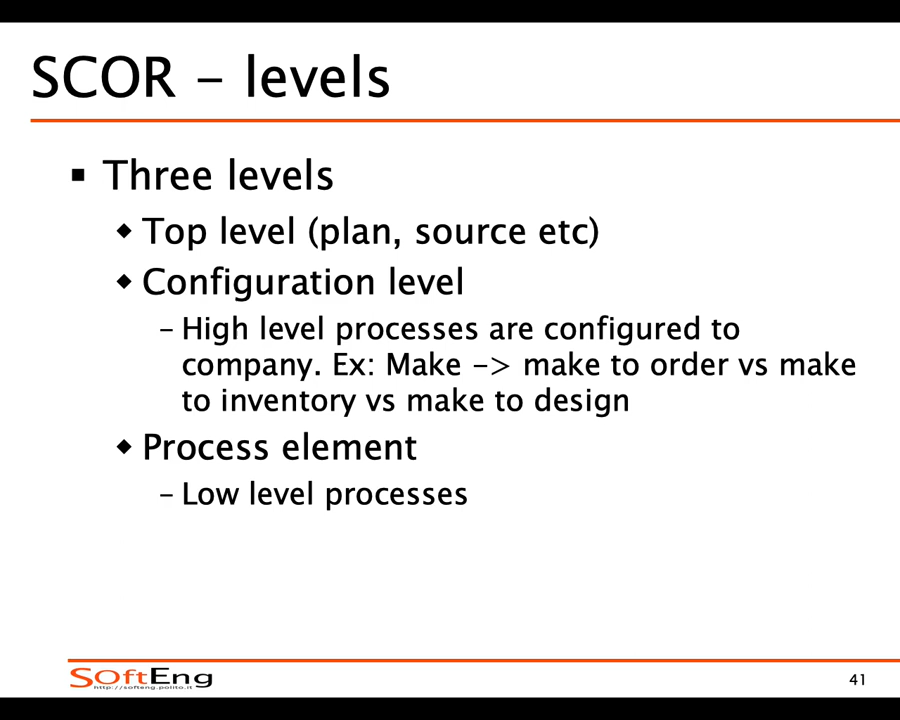 SCOR – levels
▪ Three levels
◆ Top level (plan, source etc)
◆ Configuration level
– High level processes are configured to
company. Ex: Make –> make to order vs make
to inventory vs make to design
◆ Process element
– Low level processes
SoftEng
http://softeng.polito.it
41